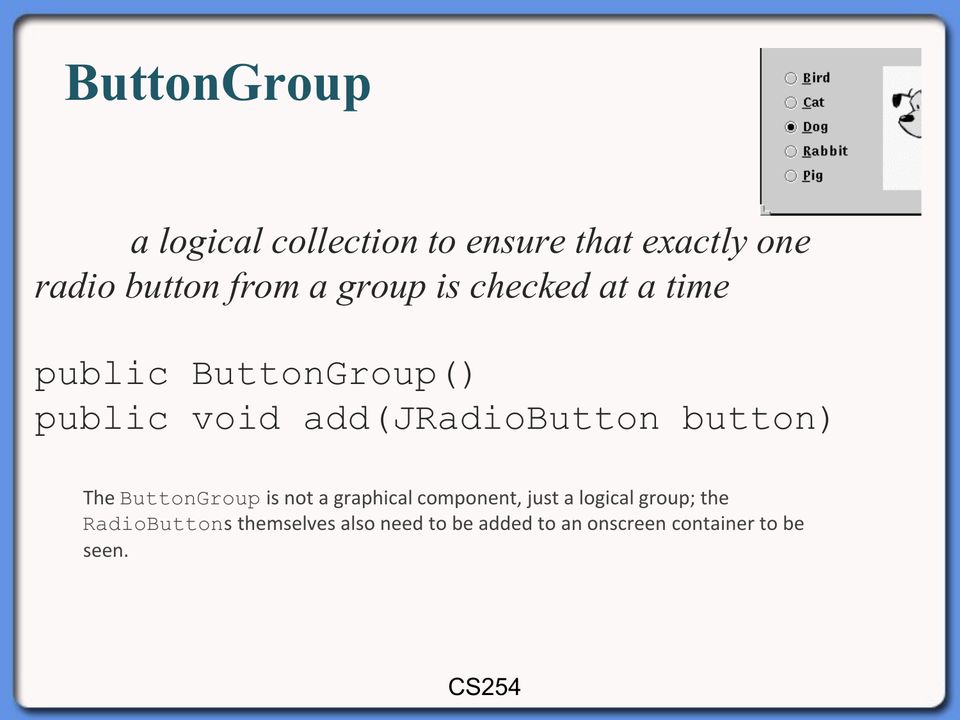 ButtonGroup
Bird
Cat
Dog
Rabbit
Pig
a logical collection to ensure that exactly one
radio button from a group is checked at a time
public ButtonGroup()
public void add(JRadioButton button)
The ButtonGroup is not a graphical component, just a logical group; the
RadioButtons themselves also need to be added to an onscreen container to be
seen.
CS254